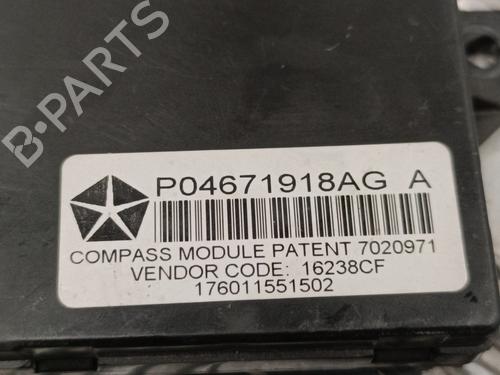 B-PARTS
P04671918AG A
COMPASS MODULE PATENT 7020971
VENDOR CODE: 16238CF
176011551502